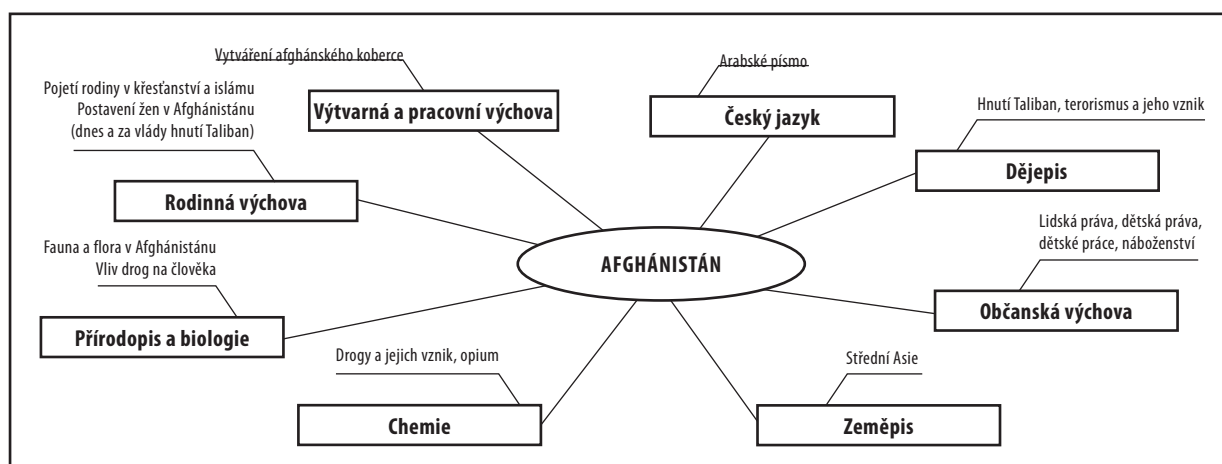 Vytváření afghánského koberce
Výtvarná a pracovní výchova
Arabské písmo
Český jazyk
Pojetí rodiny v křesťanství a islámu
Postavení žen v Afghánistánu
(dnes a za vlády hnutí Taliban)
Rodinná výchova
Hnutí Taliban, terorismus a jeho vznik
Dějepis
AFGHÁNISTÁN
Fauna a flora v Afghánistánu
Vliv drog na člověka
Přírodopis a biologie
Lidská práva, dětská práva,
dětské práce, náboženství
Občanská výchova
Drogy a jejich vznik, opium
Chemie
Střední Asie
Zeměpis